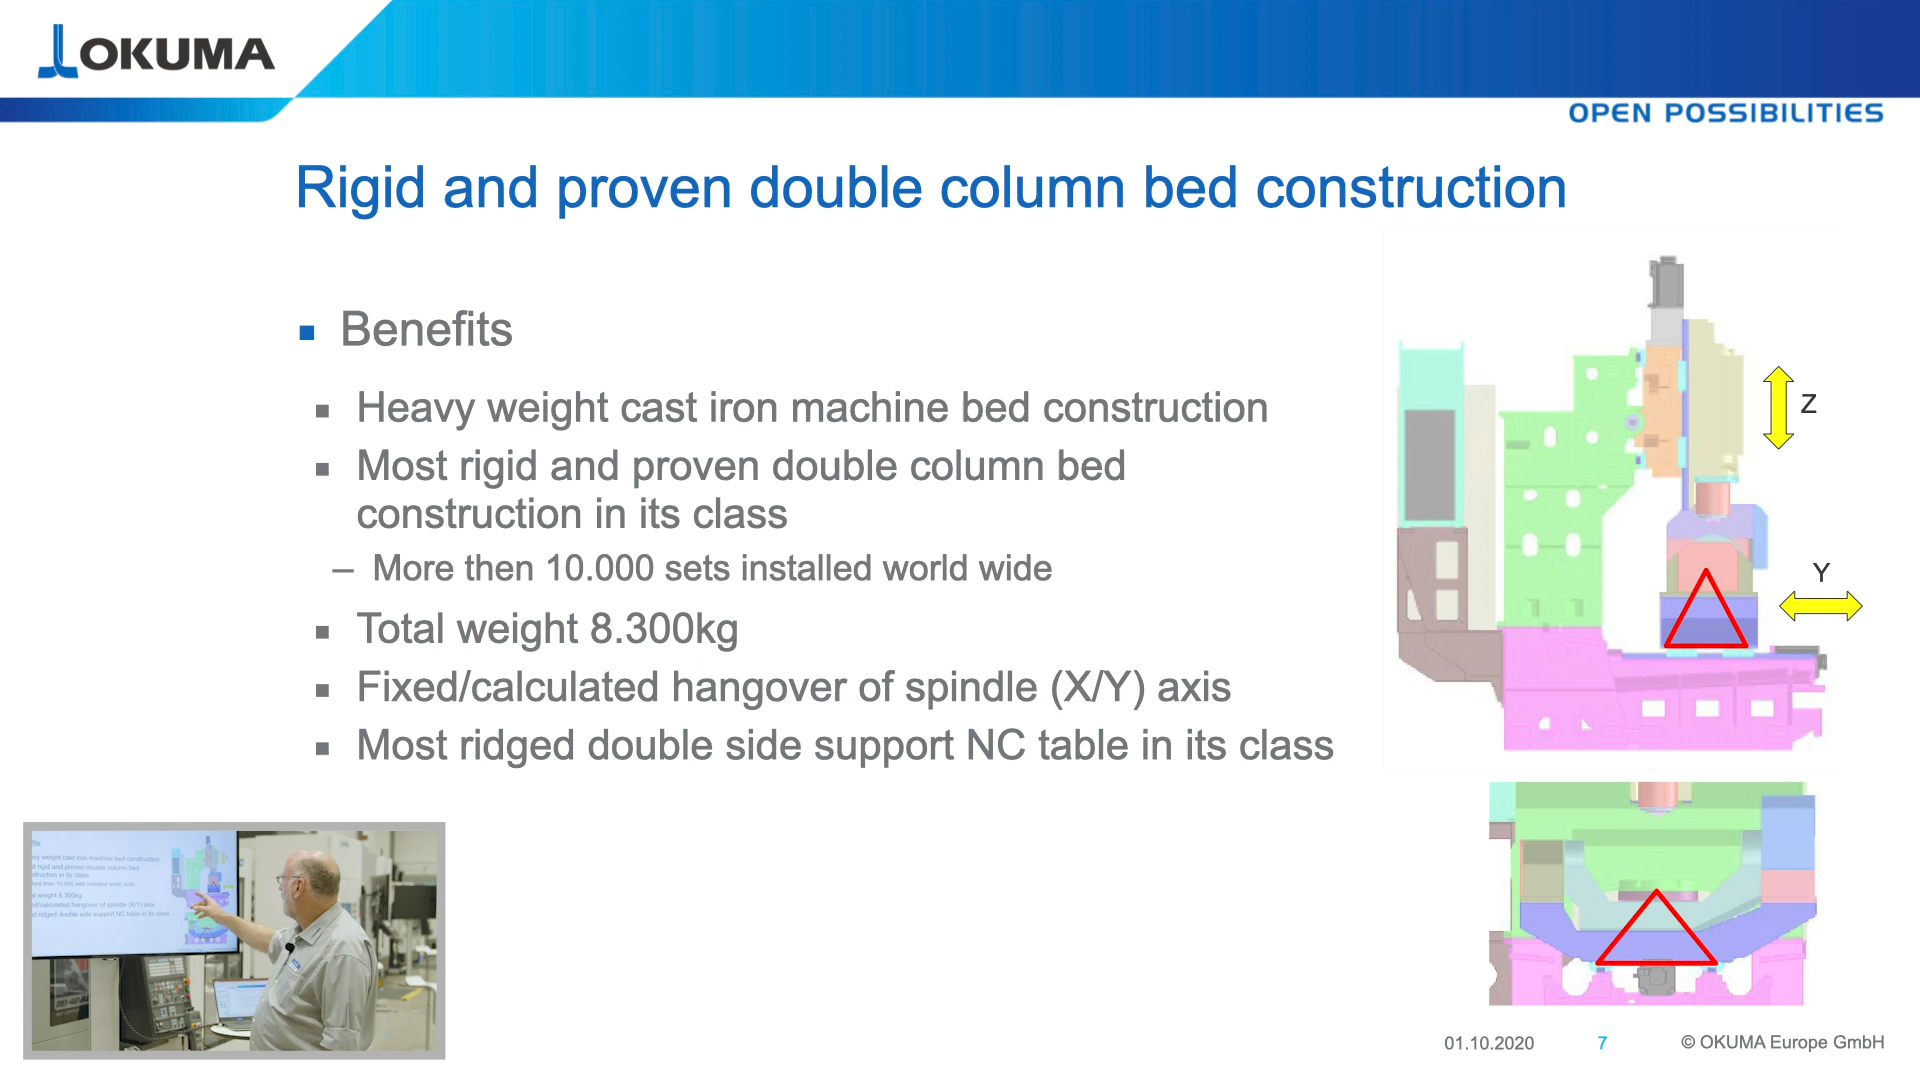 OKUMA
OPEN POSSIBILITIES
Rigid and proven double column bed construction
Benefits
Heavy weight cast iron machine bed construction
Most rigid and proven double column bed
construction in its class
– More then 10.000 sets installed world wide
Total weight 8.300kg
Fixed/calculated hangover of spindle (X/Y) axis
Most ridged double side support NC table in its class
Z
Y
01.10.2020
7
© OKUMA Europe GmbH